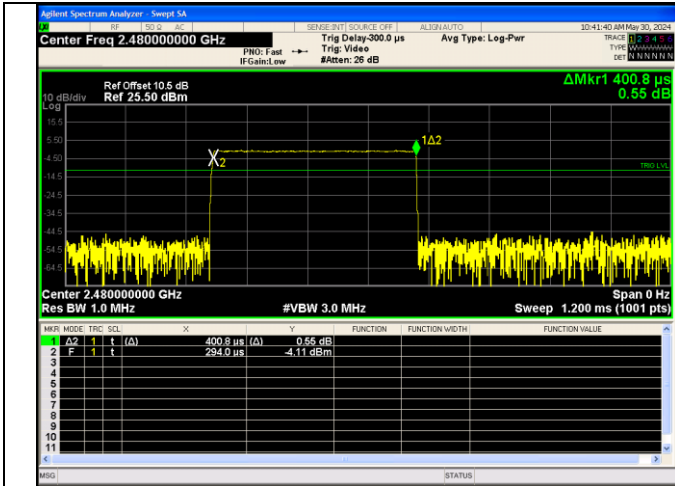 Agilent Spectrum Analyzer - Swept SA
RF 50 Ω AC SENSE:INT SOURCE OFF ALIGN AUTO 10:41:40 AM May 30, 2024
Center Freq 2.480000000 GHz Trig Delay-300.0 µs Avg Type: Log-Pwr TRACE 1 2 3 4 5 6
PNO: Fast Trig: Video TYPE
IFGain:Low #Atten: 26 dB DET N N N N N N
ΔMkr1 400.8 µs
0.55 dB
Ref Offset 10.5 dB
10 dB/div Ref 25.50 dBm
Log
15.5
5.50
1Δ2
-4.50
2
TRIG LVL
-14.5
-24.5
-34.5
-44.5
-54.5
-64.5
Center 2.480000000 GHz Span 0 Hz
Res BW 1.0 MHz #VBW 3.0 MHz Sweep 1.200 ms (1001 pts)
MKR MODE TRC SCL X Y FUNCTION FUNCTION WIDTH FUNCTION VALUE
1 Δ2 1 t (Δ) 400.8 µs (Δ) 0.55 dB
2 F 1 t 294.0 µs -4.11 dBm
3
4
5
6
7
8
9
10
11
MSG STATUS